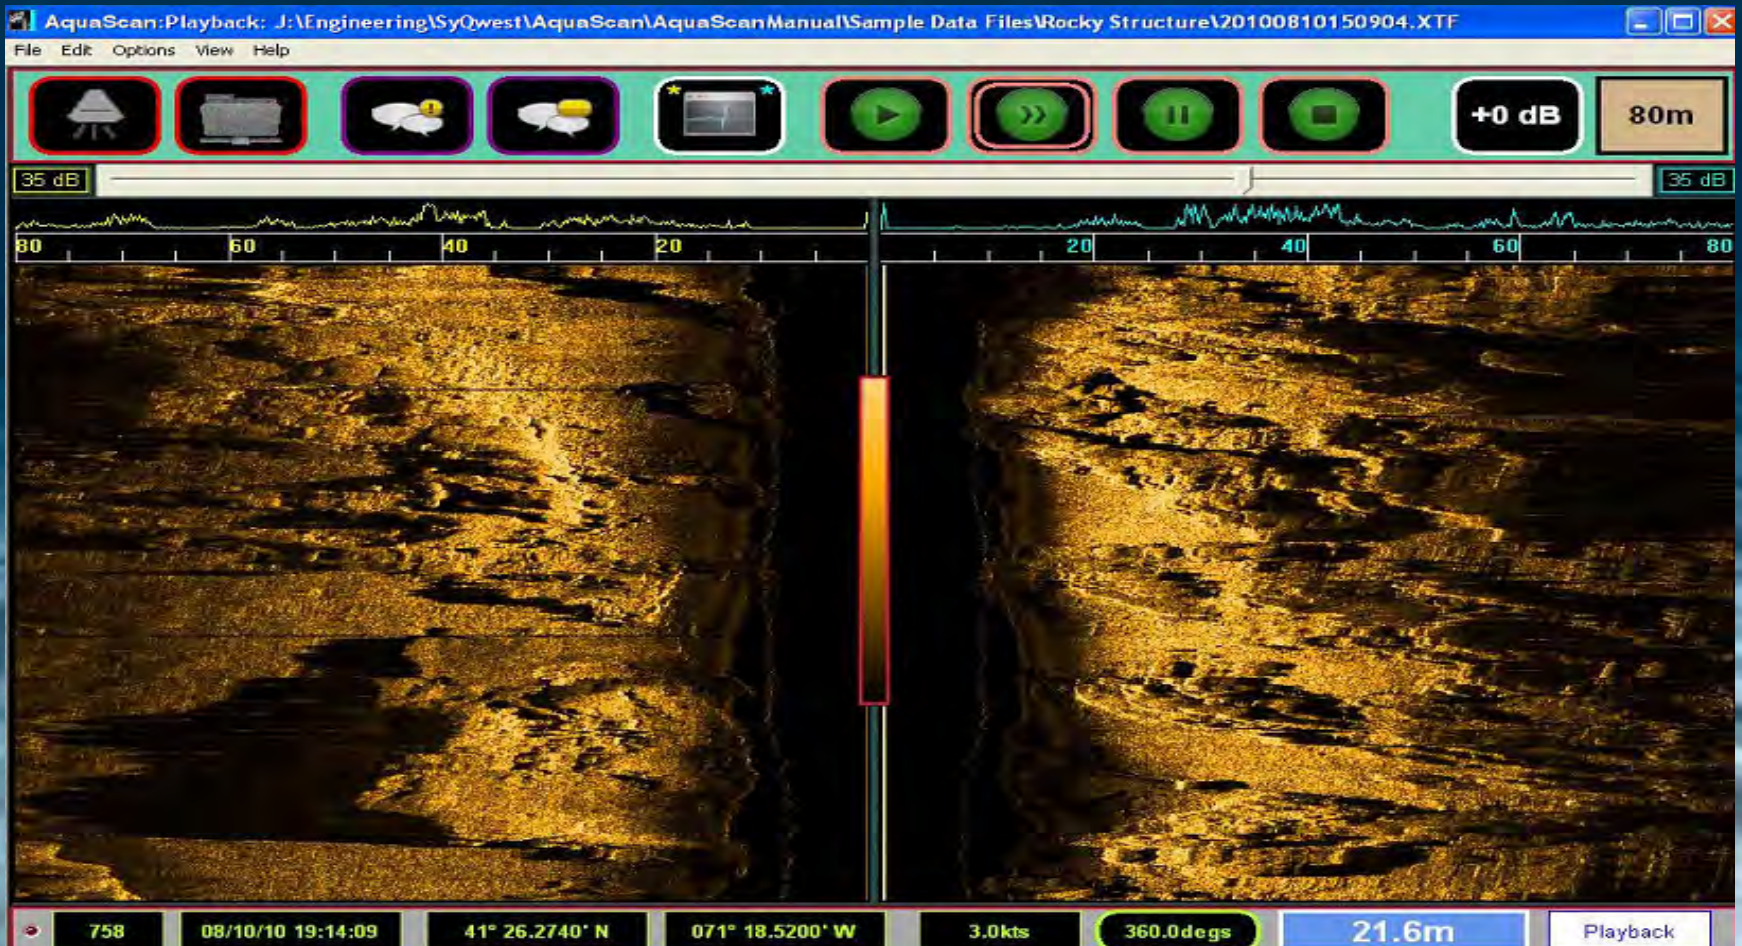 AquaScan:Playback: J:\Engineering\SyQwest\AquaScan\AquaScanManual\Sample Data Files\Rocky Structure\20100810150904.XTF
File Edit Options View Help
+0 dB 80m
35 dB 35 dB
80 60 40 20 20 40 60 80
758 08/10/10 19:14:09 41° 26.2740' N 071° 18.5200' W 3.0kts 360.0degs 21.6m Playback